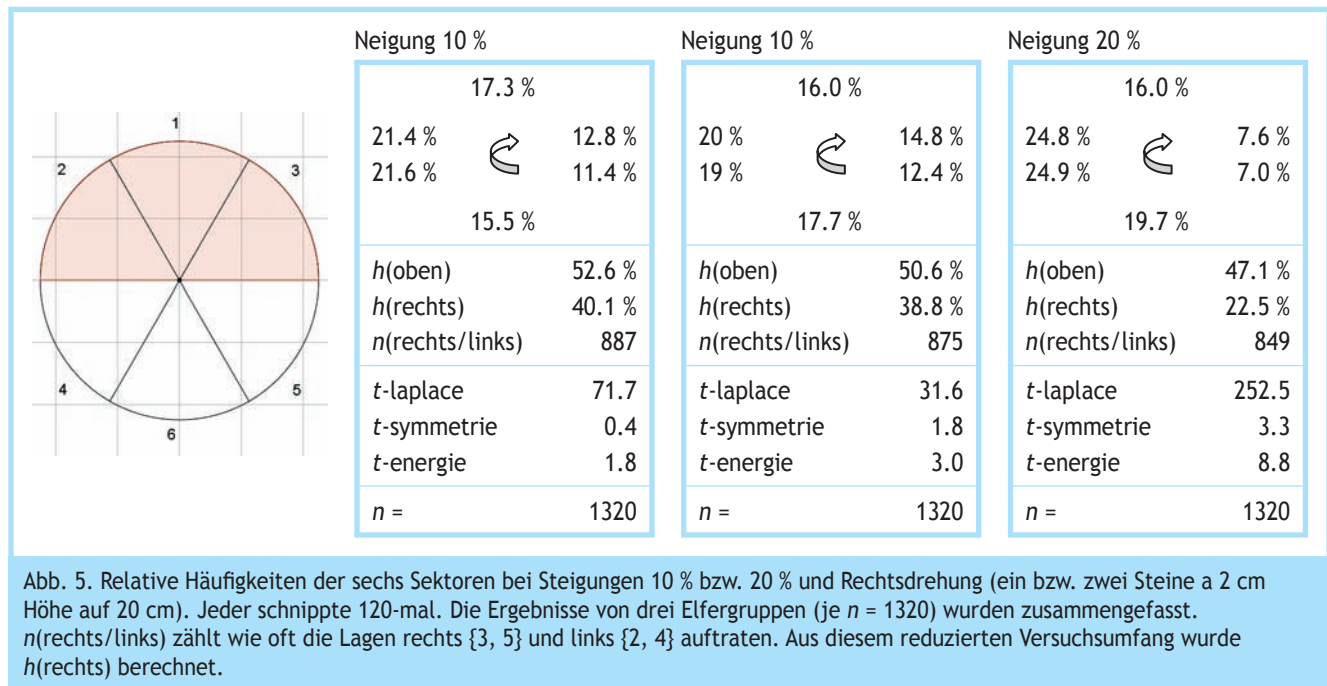 Neigung 10 %
17.3 %
21.4 % 12.8 %
21.6 % 11.4 %
15.5 %
h(oben) 52.6 %
h(rechts) 40.1 %
n(rechts/links) 887
t-laplace 71.7
t-symmetrie 0.4
t-energie 1.8
n = 1320
Neigung 10 %
16.0 %
20 % 14.8 %
19 % 12.4 %
17.7 %
h(oben) 50.6 %
h(rechts) 38.8 %
n(rechts/links) 875
t-laplace 31.6
t-symmetrie 1.8
t-energie 3.0
n = 1320
Neigung 20 %
16.0 %
24.8 % 7.6 %
24.9 % 7.0 %
19.7 %
h(oben) 47.1 %
h(rechts) 22.5 %
n(rechts/links) 849
t-laplace 252.5
t-symmetrie 3.3
t-energie 8.8
n = 1320
1
2 3
4 5
6
Abb. 5. Relative Häufigkeiten der sechs Sektoren bei Steigungen 10 % bzw. 20 % und Rechtsdrehung (ein bzw. zwei Steine a 2 cm
Höhe auf 20 cm). Jeder schnippte 120-mal. Die Ergebnisse von drei Elfergruppen (je n = 1320) wurden zusammengefasst.
n(rechts/links) zählt wie oft die Lagen rechts {3, 5} und links {2, 4} auftraten. Aus diesem reduzierten Versuchsumfang wurde
h(rechts) berechnet.